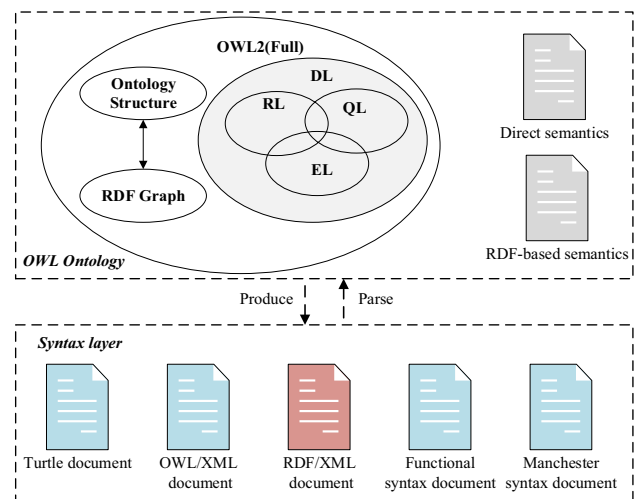 OWL2(Full)
Ontology
Structure
RDF Graph
DL
RL
QL
EL
Direct semantics
RDF-based semantics
OWL Ontology
Produce
Parse
Syntax layer
Turtle document
OWL/XML
document
RDF/XML
document
Functional
syntax document
Manchester
syntax document